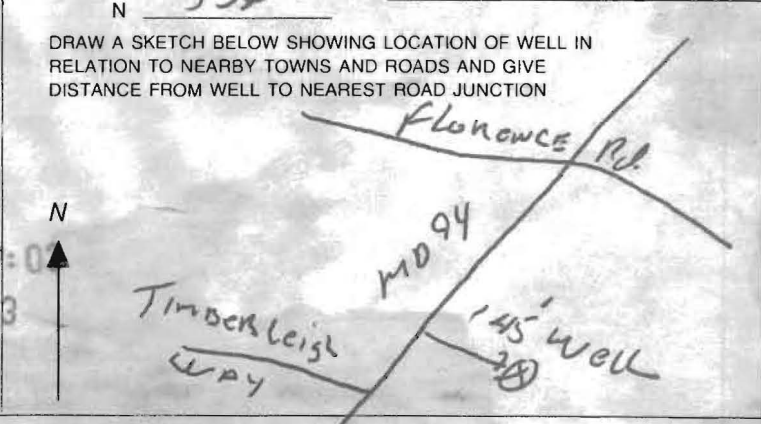 N
DRAW A SKETCH BELOW SHOWING LOCATION OF WELL IN
RELATION TO NEARBY TOWNS AND ROADS AND GIVE
DISTANCE FROM WELL TO NEAREST ROAD JUNCTION
Florence Rd.
N
MD 94
Timberleigh
Way
145' Well